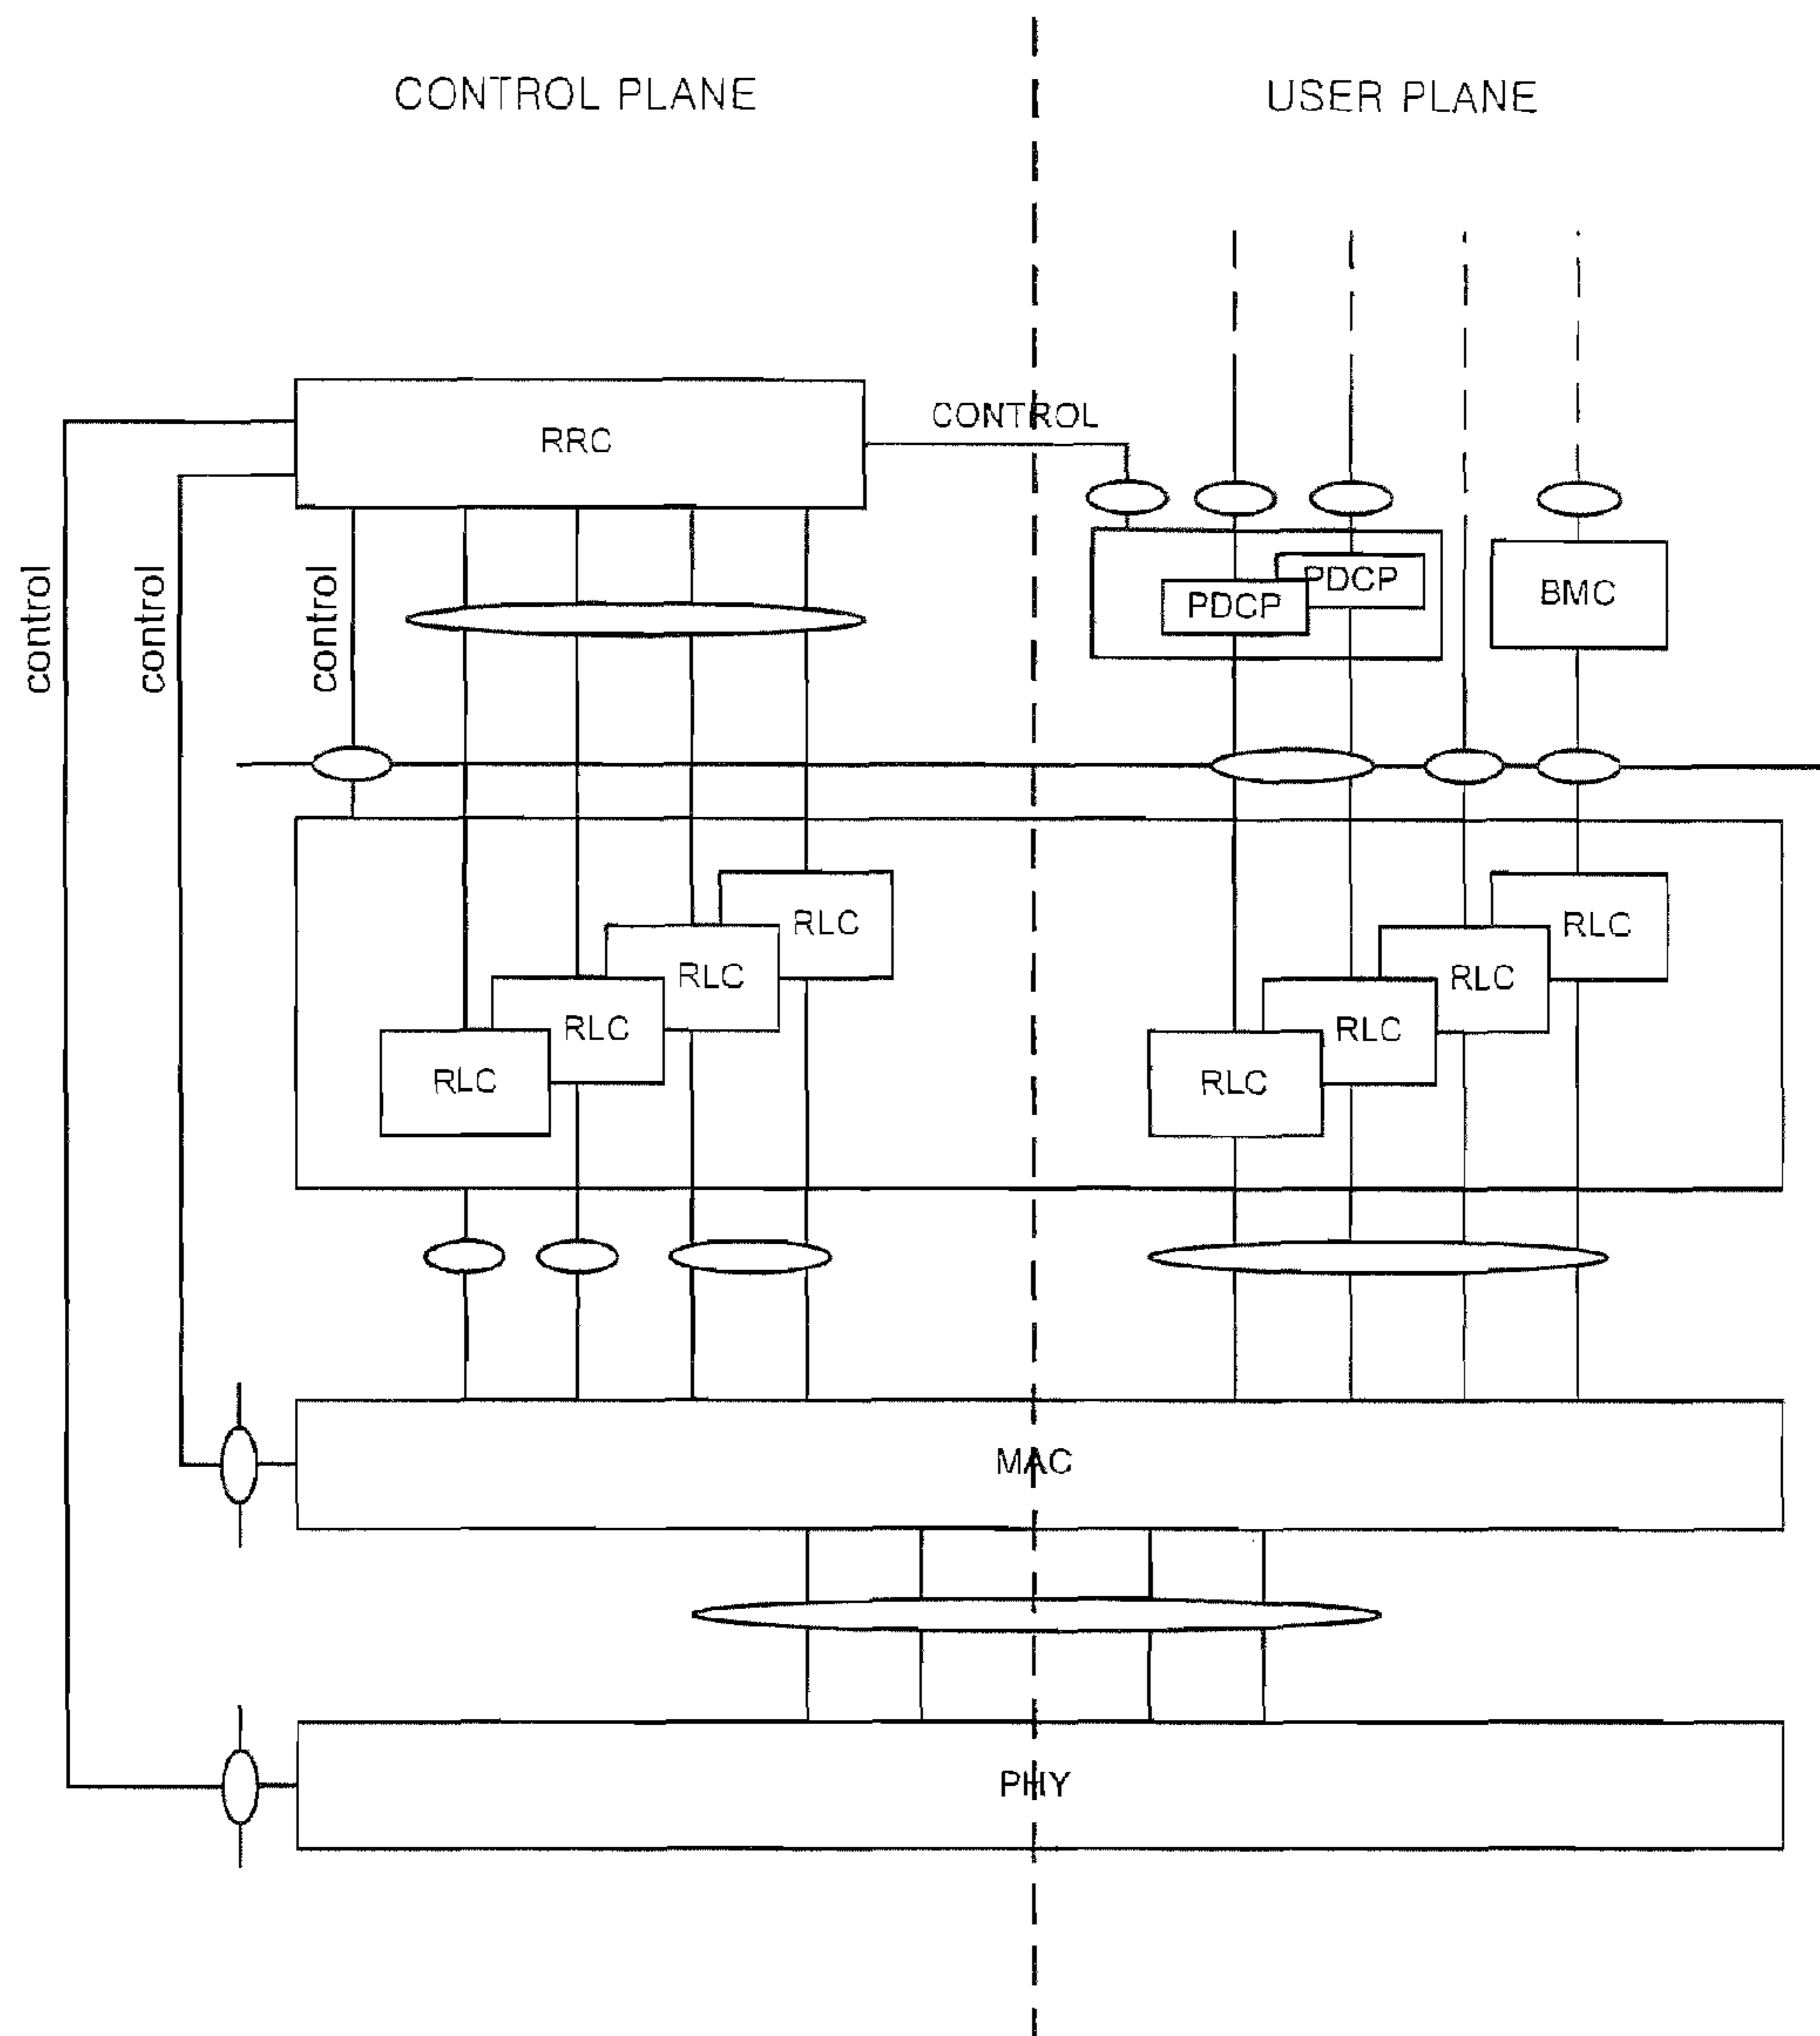 CONTROL PLANE
USER PLANE
RRC
CONTROL
control
control
control
PDCP
PDCP
BMC
RLC
RLC
RLC
RLC
RLC
RLC
RLC
RLC
MAC
PHY